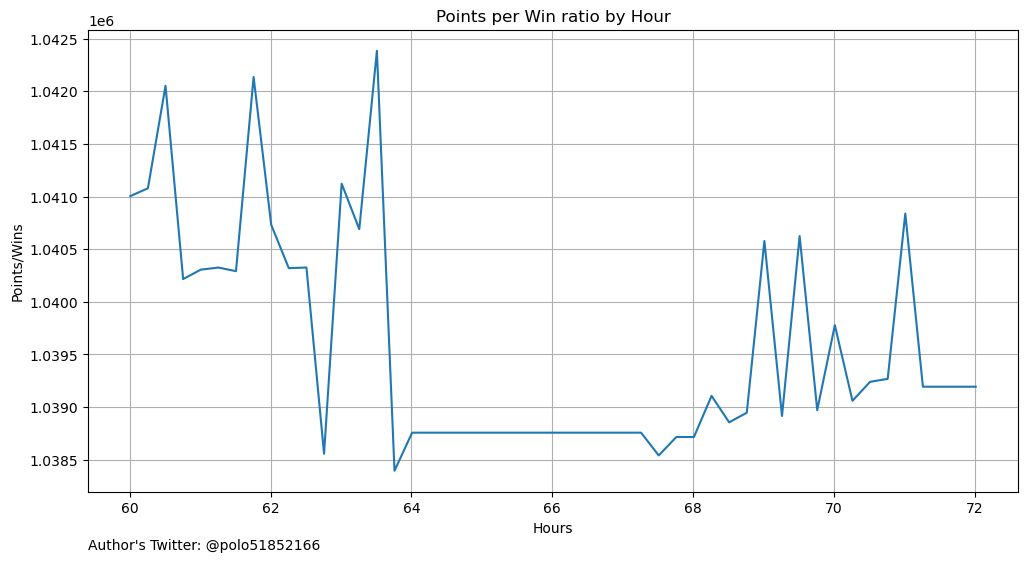 Points per Win ratio by Hour
1e6
1.0425
1.0420
1.0415
1.0410
1.0405
1.0400
1.0395
1.0390
1.0385
Points/Wins
60 62 64 66 68 70 72
Hours
Author's Twitter: @polo51852166